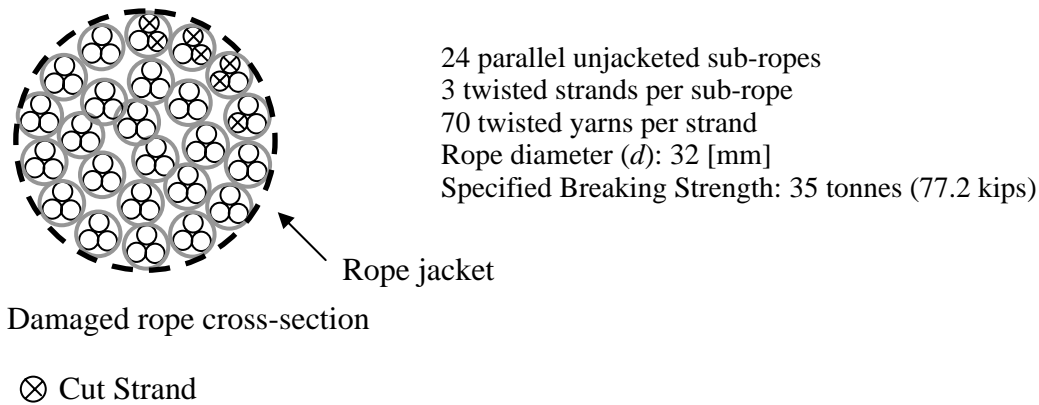 24 parallel unjacketed sub-ropes
3 twisted strands per sub-rope
70 twisted yarns per strand
Rope diameter (d): 32 [mm]
Specified Breaking Strength: 35 tonnes (77.2 kips)
Rope jacket
Damaged rope cross-section
Cut Strand